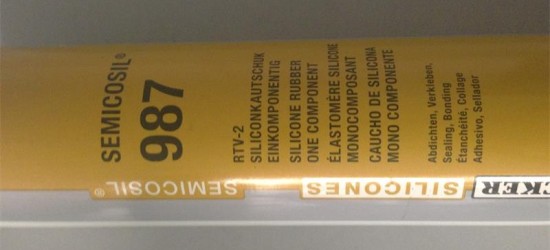 SEMICOSIL®
987
RTV-2
SILICONKAUTSCHUK
EINKOMPONENTIG
SILICONE RUBBER
ONE COMPONENT
ÉLASTOMÈRE SILICONE
MONOCOMPOSANT
CAUCHO DE SILICONA
MONO COMPONENTE
Abdichten, Verkleben.
Sealing, Bonding
Étanchéité, Collage
Adhesivo, Sellador
SEMICOSIL®
SILICONES
CKER